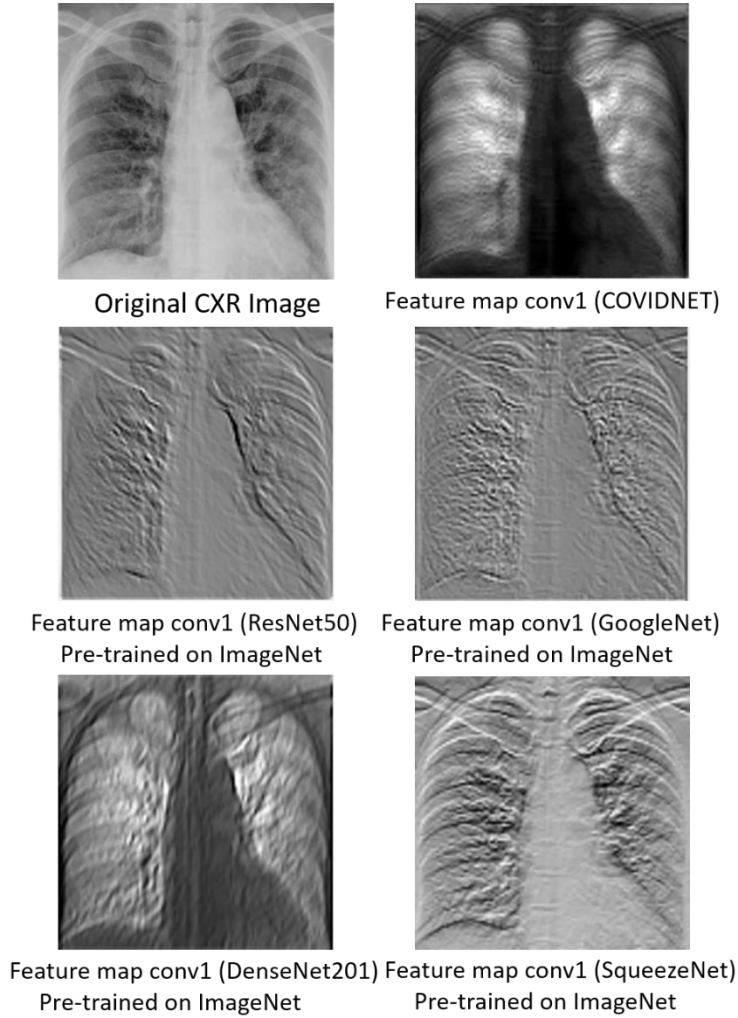 Original CXR Image
Feature map conv1 (COVIDNET)
Feature map conv1 (ResNet50)
Pre-trained on ImageNet
Feature map conv1 (GoogleNet)
Pre-trained on ImageNet
Feature map conv1 (DenseNet201)
Pre-trained on ImageNet
Feature map conv1 (SqueezeNet)
Pre-trained on ImageNet